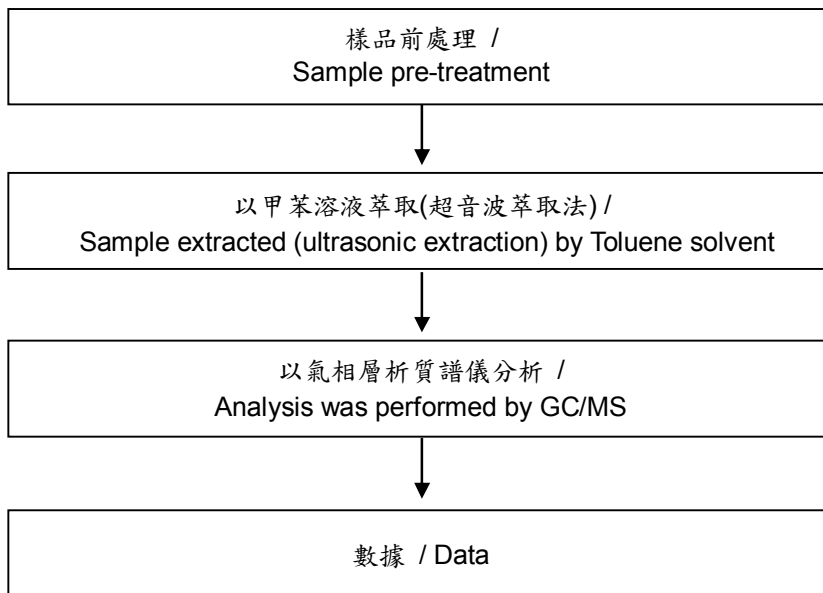 樣品前處理 /
Sample pre-treatment
以甲苯溶液萃取(超音波萃取法) /
Sample extracted (ultrasonic extraction) by Toluene solvent
以氣相層析質譜儀分析 /
Analysis was performed by GC/MS
數據 / Data